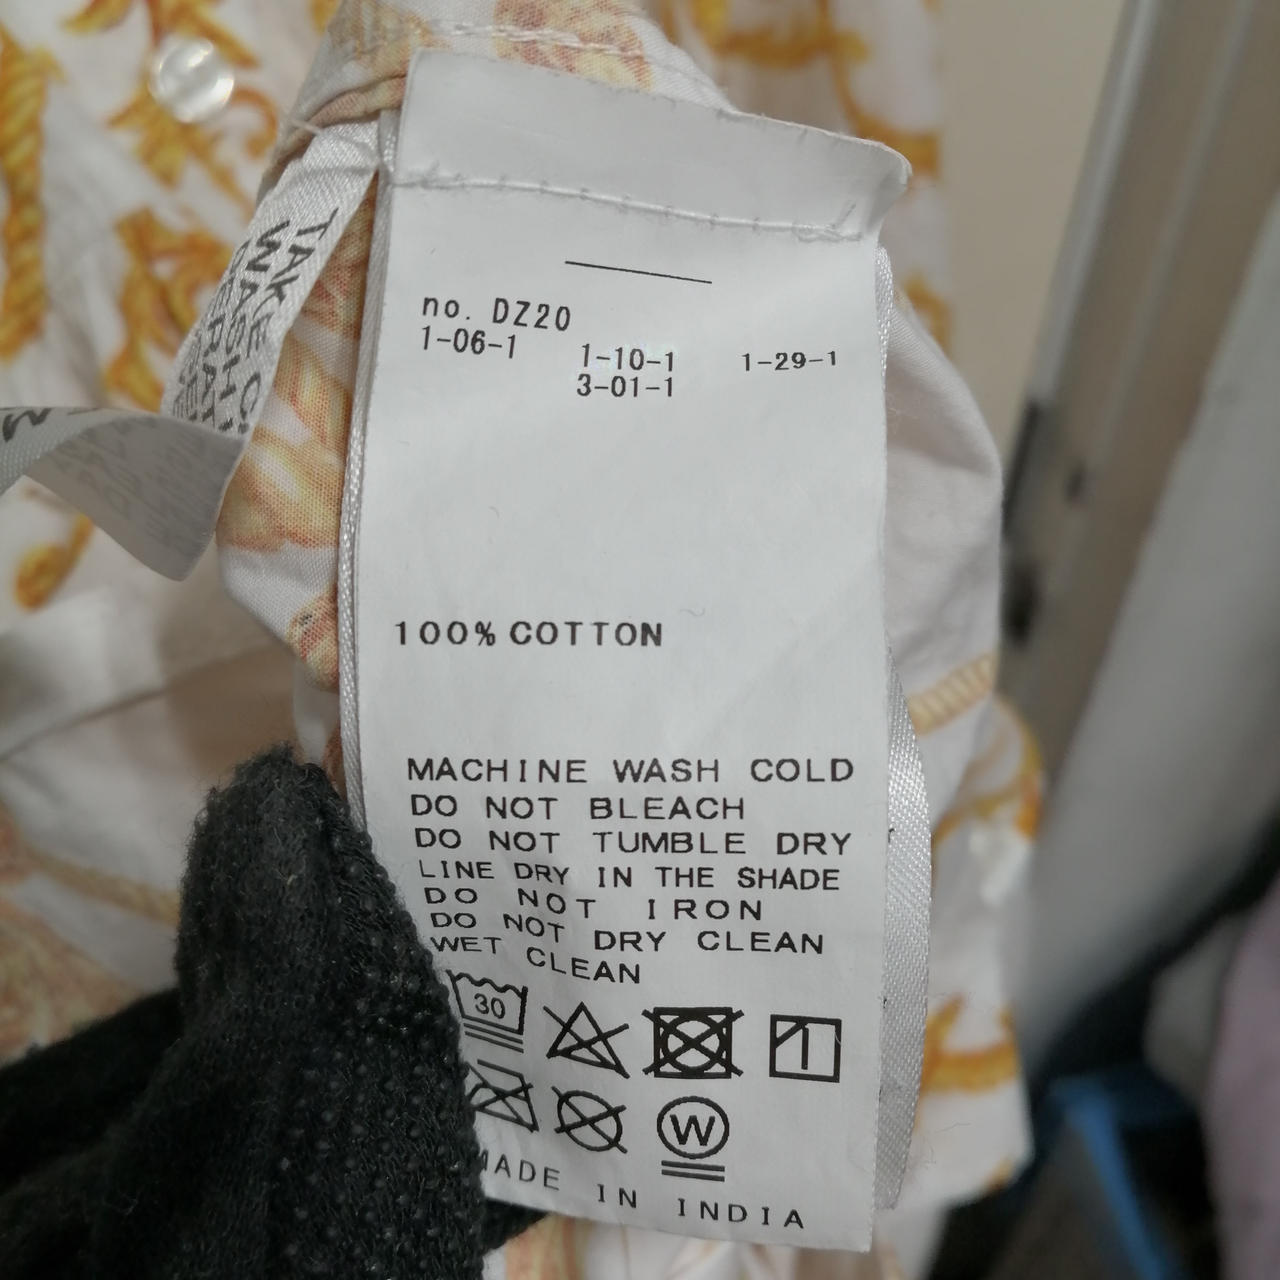 no. DZ20
1-06-1 1-10-1 1-29-1
3-01-1
100% COTTON
MACHINE WASH COLD
DO NOT BLEACH
DO NOT TUMBLE DRY
LINE DRY IN THE SHADE
DO NOT IRON
DO NOT DRY CLEAN
WET CLEAN
30
W
MADE IN INDIA
TAKE
WASH